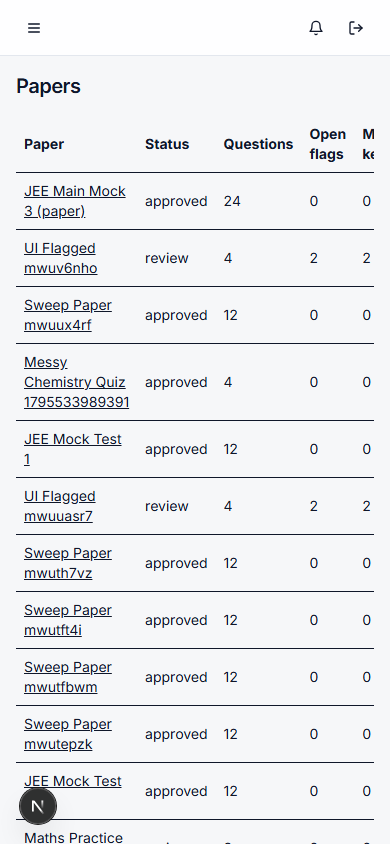 Papers
Paper Status Questions Open flags M
ke
JEE Main Mock 3 (paper) approved 24 0 0
UI Flagged mwuv6nho review 4 2 2
Sweep Paper mwuux4rf approved 12 0 0
Messy Chemistry Quiz 1795533989391 approved 4 0 0
JEE Mock Test 1 approved 12 0 0
UI Flagged mwuuasr7 review 4 2 2
Sweep Paper mwuth7vz approved 12 0 0
Sweep Paper mwutft4i approved 12 0 0
Sweep Paper mwutfbwm approved 12 0 0
Sweep Paper mwutepzk approved 12 0 0
JEE Mock Test approved 12 0 0
N
Maths Practice